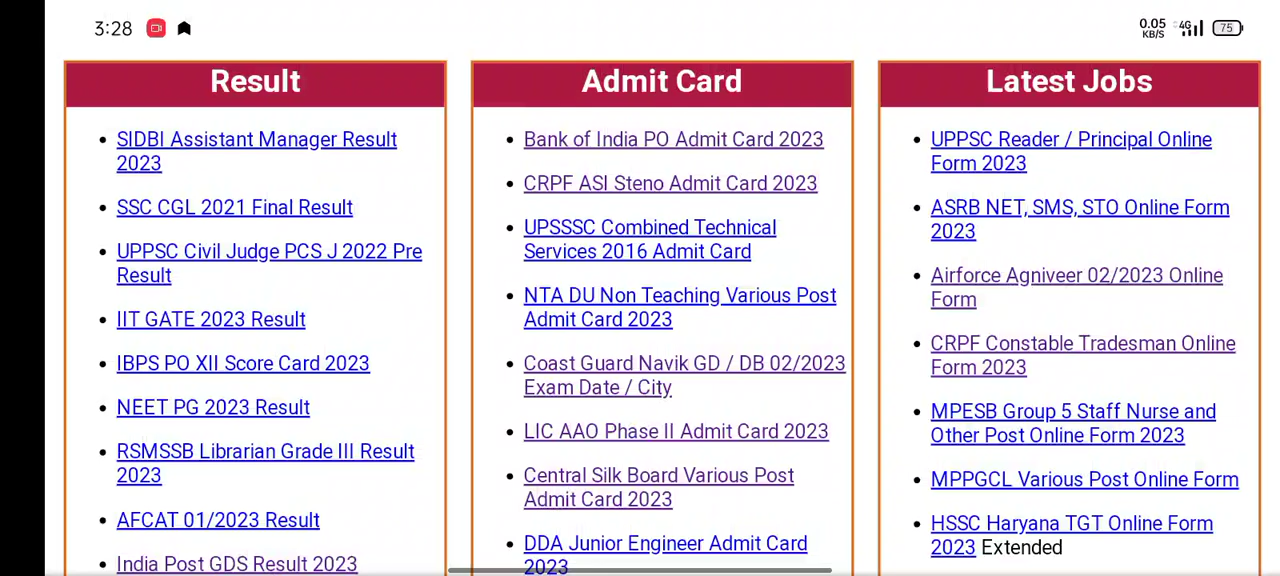 3:28
0.05
KB/S
4G
75
Result
SIDBI Assistant Manager Result
2023
SSC CGL 2021 Final Result
UPPSC Civil Judge PCS J 2022 Pre
Result
IIT GATE 2023 Result
IBPS PO XII Score Card 2023
NEET PG 2023 Result
RSMSSB Librarian Grade III Result
2023
AFCAT 01/2023 Result
India Post GDS Result 2023
Admit Card
Bank of India PO Admit Card 2023
CRPF ASI Steno Admit Card 2023
UPSSSC Combined Technical
Services 2016 Admit Card
NTA DU Non Teaching Various Post
Admit Card 2023
Coast Guard Navik GD / DB 02/2023
Exam Date / City
LIC AAO Phase II Admit Card 2023
Central Silk Board Various Post
Admit Card 2023
DDA Junior Engineer Admit Card
2023
Latest Jobs
UPPSC Reader / Principal Online
Form 2023
ASRB NET, SMS, STO Online Form
2023
Airforce Agniveer 02/2023 Online
Form
CRPF Constable Tradesman Online
Form 2023
MPESB Group 5 Staff Nurse and
Other Post Online Form 2023
MPPGCL Various Post Online Form
HSSC Haryana TGT Online Form
2023 Extended